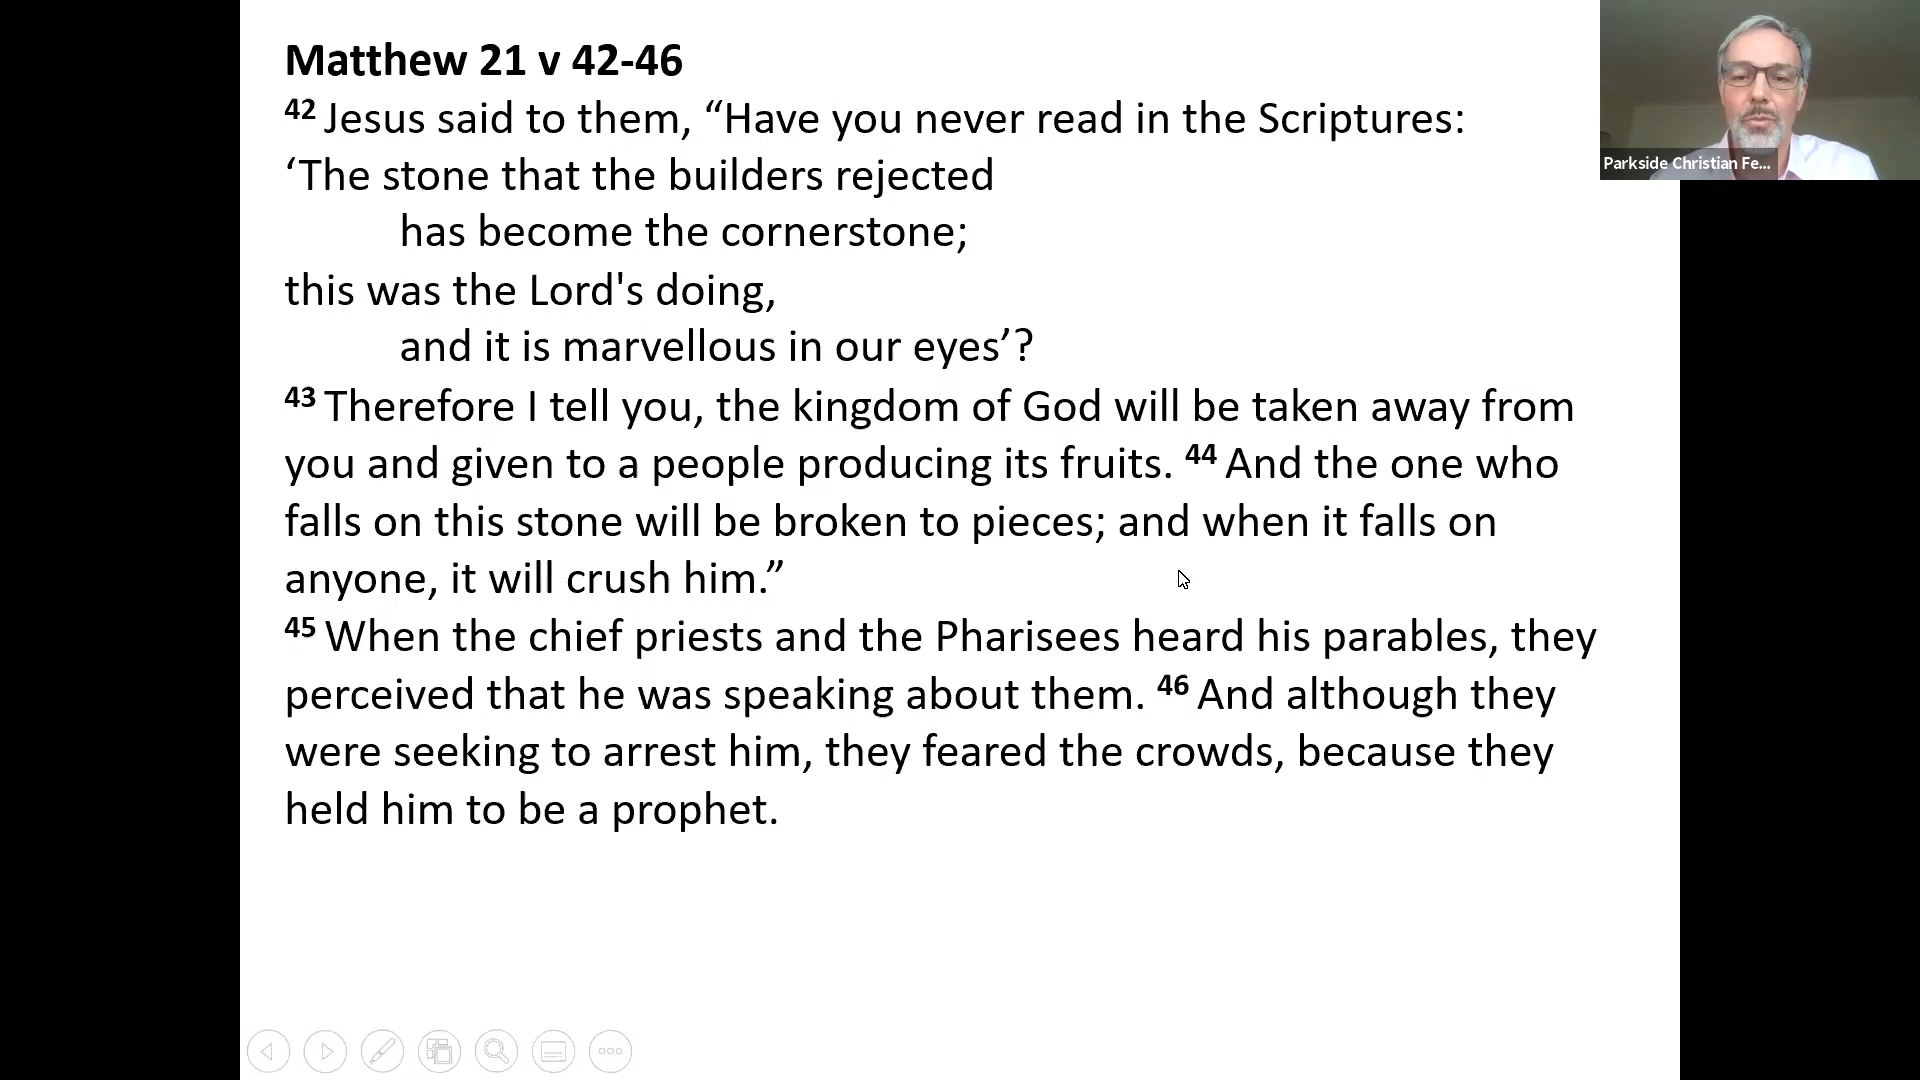 Matthew 21 v 42-46
42 Jesus said to them, “Have you never read in the Scriptures:
‘The stone that the builders rejected
has become the cornerstone;
this was the Lord's doing,
and it is marvellous in our eyes’?
43 Therefore I tell you, the kingdom of God will be taken away from
you and given to a people producing its fruits. 44 And the one who
falls on this stone will be broken to pieces; and when it falls on
anyone, it will crush him.”
45 When the chief priests and the Pharisees heard his parables, they
perceived that he was speaking about them. 46 And although they
were seeking to arrest him, they feared the crowds, because they
held him to be a prophet.
Parkside Christian Fe...